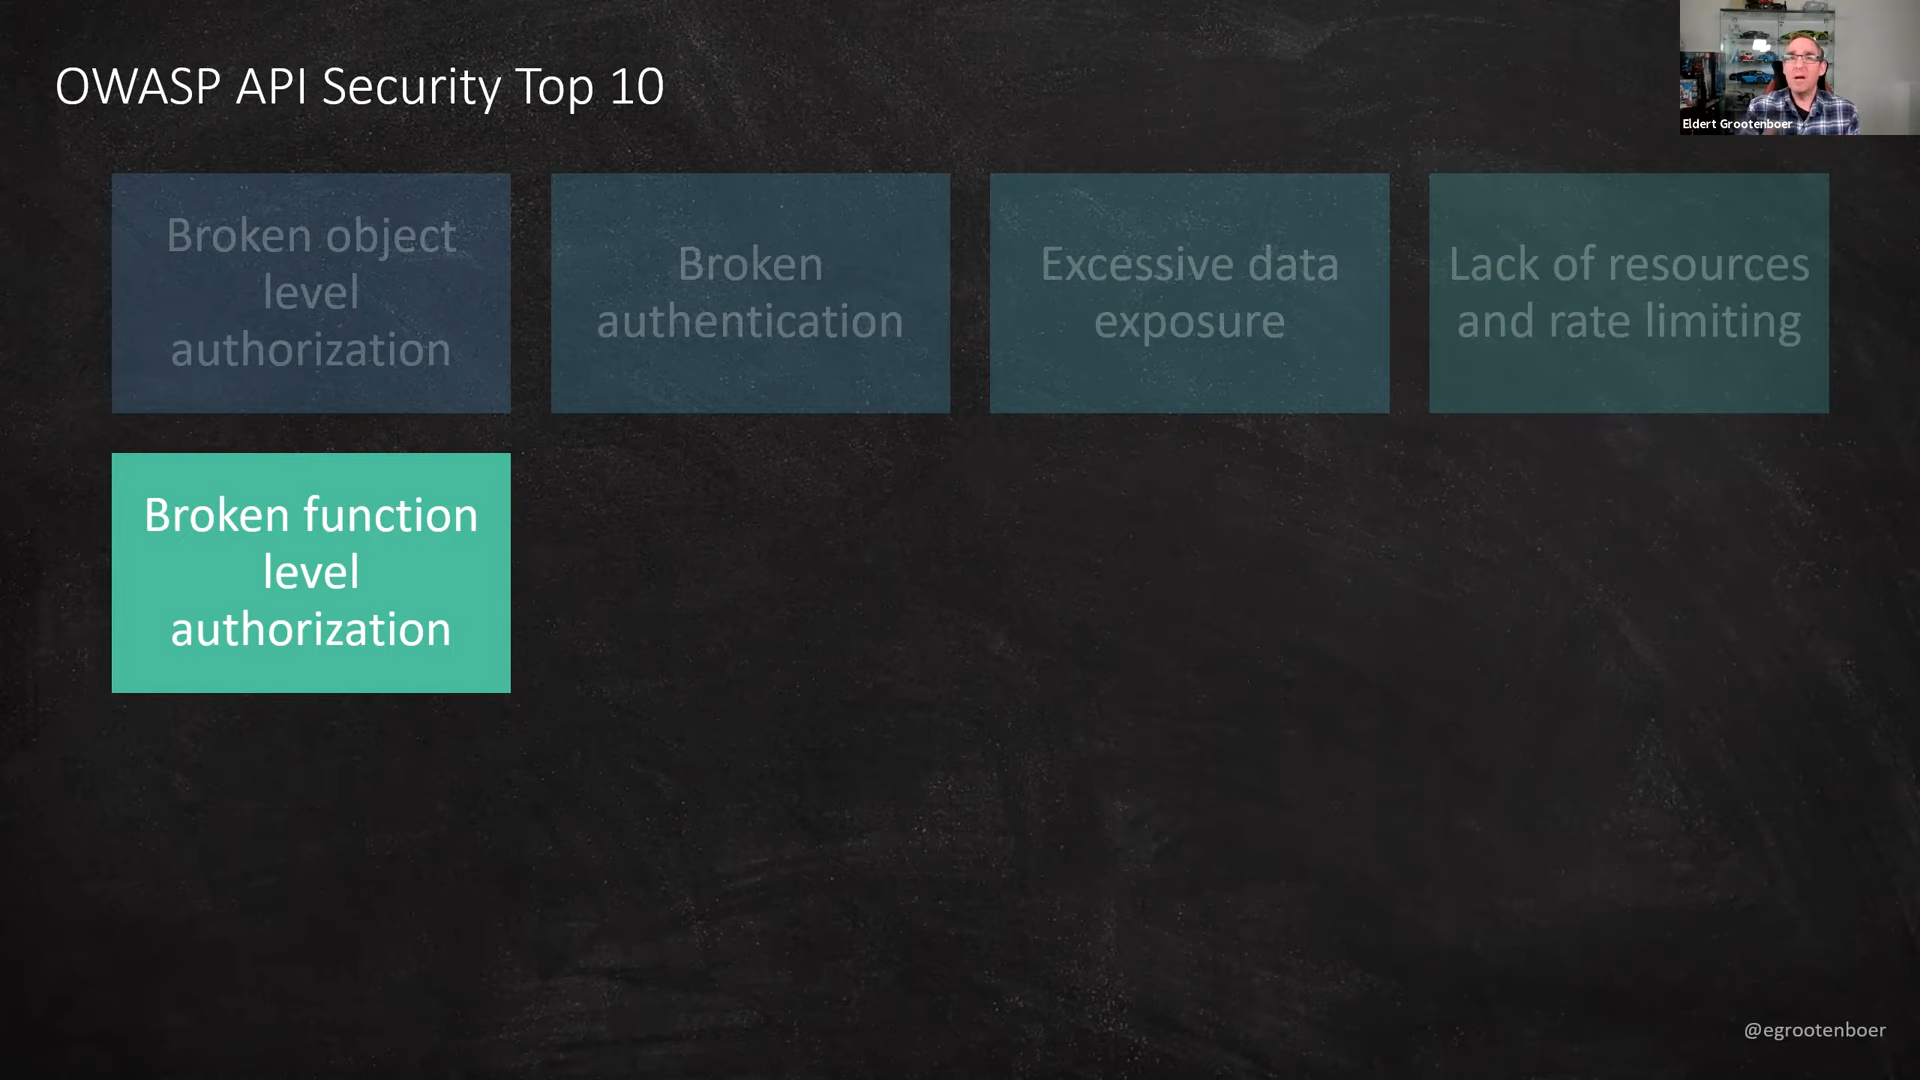 OWASP API Security Top 10
Eldert Grootenboer
Broken object
level
authorization
Broken
authentication
Excessive data
exposure
Lack of resources
and rate limiting
Broken function
level
authorization
@egrootenboer